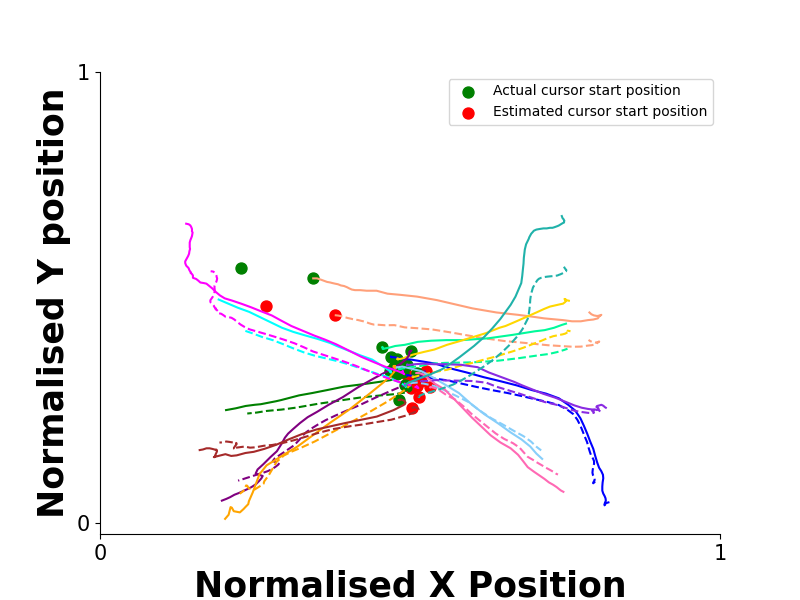 1
Actual cursor start position
Estimated cursor start position
Normalised Y position
0
0
1
Normalised X Position